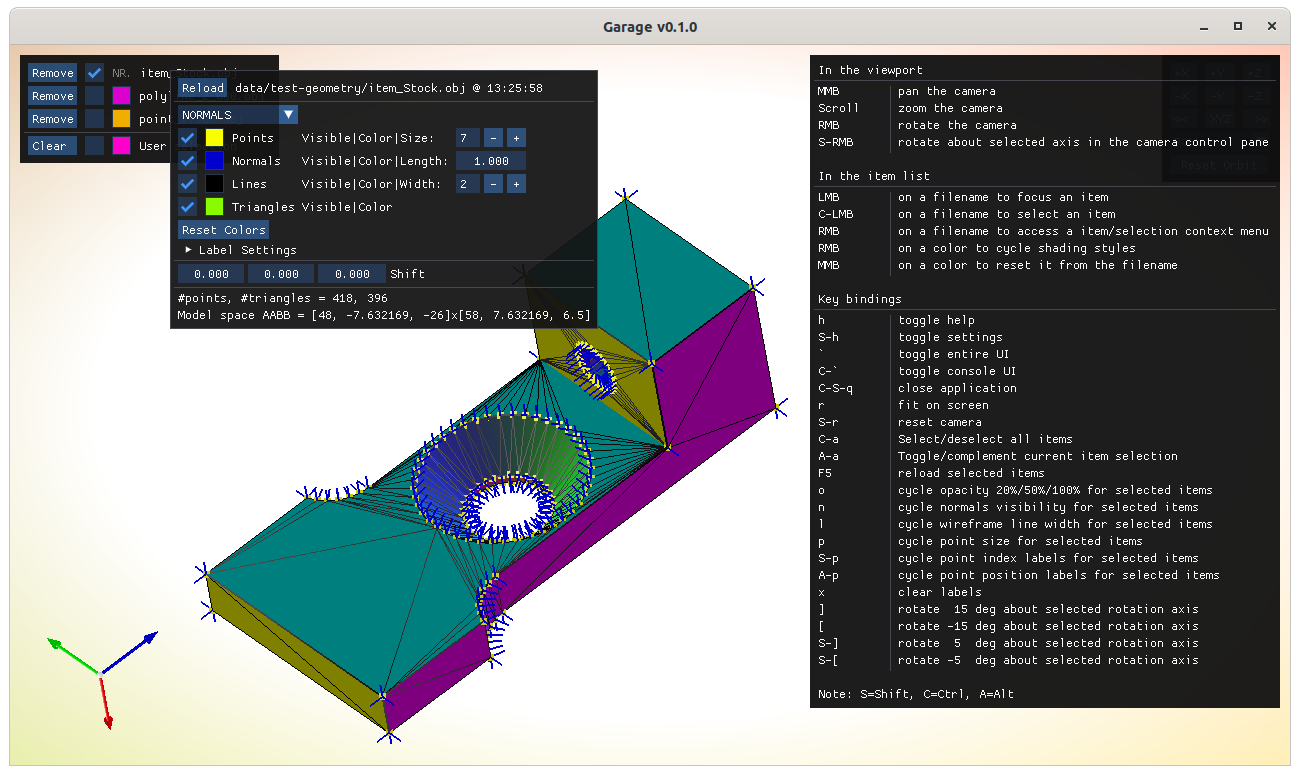 Garage v0.1.0
Remove NR. item_Stock.obj
Remove poly
Remove poin
Clear User
Reload data/test-geometry/item_Stock.obj @ 13:25:58
NORMALS
Points Visible|Color|Size: 7 - +
Normals Visible|Color|Length: 1.000
Lines Visible|Color|Width: 2 - +
Triangles Visible|Color
Reset Colors
Label Settings
0.000 0.000 0.000 Shift
#points, #triangles = 418, 396
Model space AABB = [48, -7.632169, -26]x[58, 7.632169, 6.5]
In the viewport
MMB pan the camera
Scroll zoom the camera
RMB rotate the camera
S-RMB rotate about selected axis in the camera control pane
Reset Orbit
In the item list
LMB on a filename to focus an item
C-LMB on a filename to select an item
RMB on a filename to access a item/selection context menu
RMB on a color to cycle shading styles
MMB on a color to reset it from the filename
Key bindings
h toggle help
S-h toggle settings
` toggle entire UI
C-` toggle console UI
C-S-q close application
r fit on screen
S-r reset camera
C-a Select/deselect all items
A-a Toggle/complement current item selection
F5 reload selected items
o cycle opacity 20%/50%/100% for selected items
n cycle normals visibility for selected items
l cycle wireframe line width for selected items
p cycle point size for selected items
S-p cycle point index labels for selected items
A-p cycle point position labels for selected items
x clear labels
] rotate 15 deg about selected rotation axis
[ rotate -15 deg about selected rotation axis
S-] rotate 5 deg about selected rotation axis
S-[ rotate -5 deg about selected rotation axis
Note: S=Shift, C=Ctrl, A=Alt